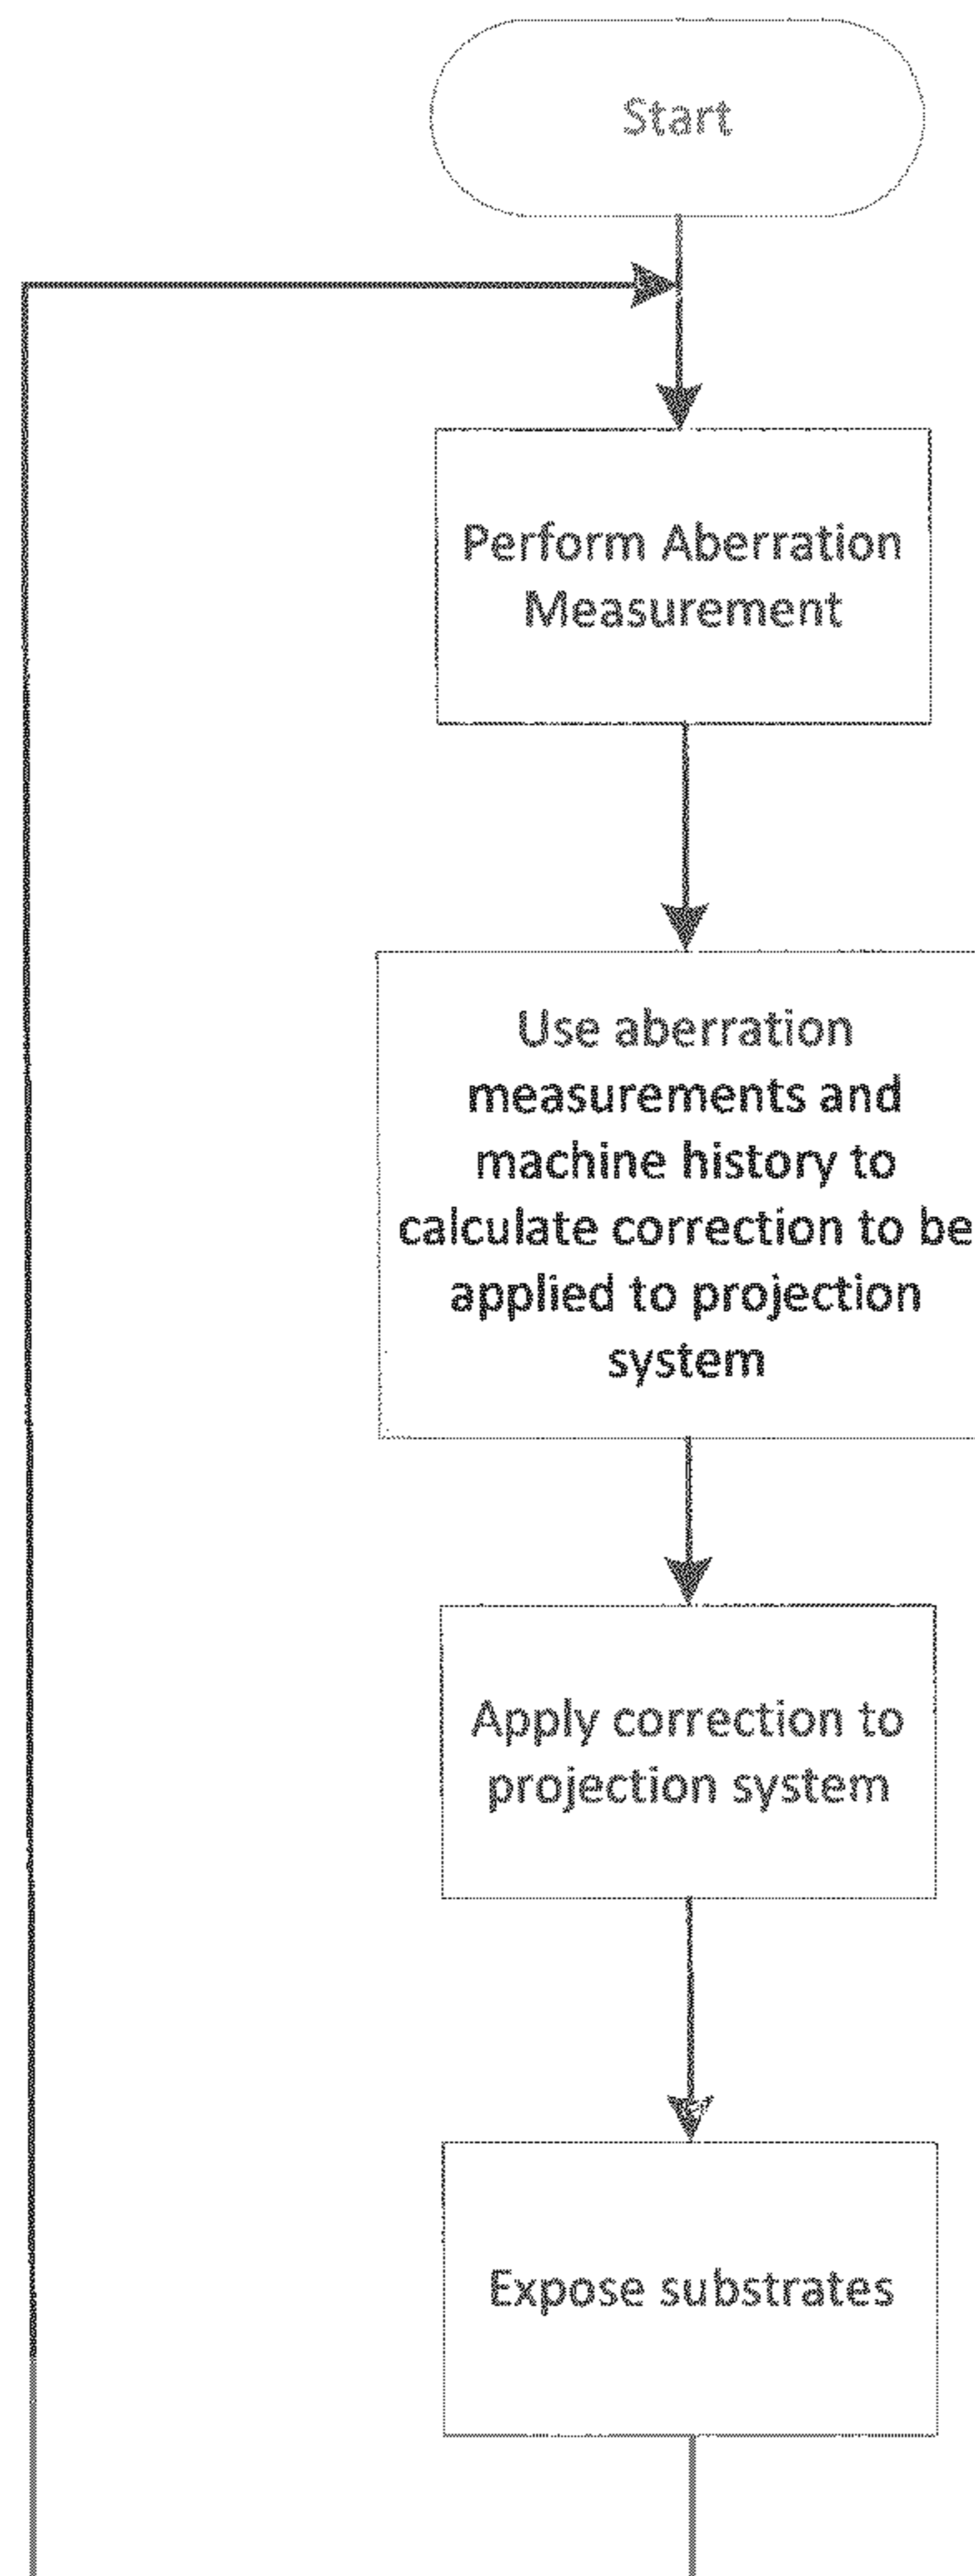 Start
Perform Aberration
Measurement
Use aberration
measurements and
machine history to
calculate correction to be
applied to projection
system
Apply correction to
projection system
Expose substrates